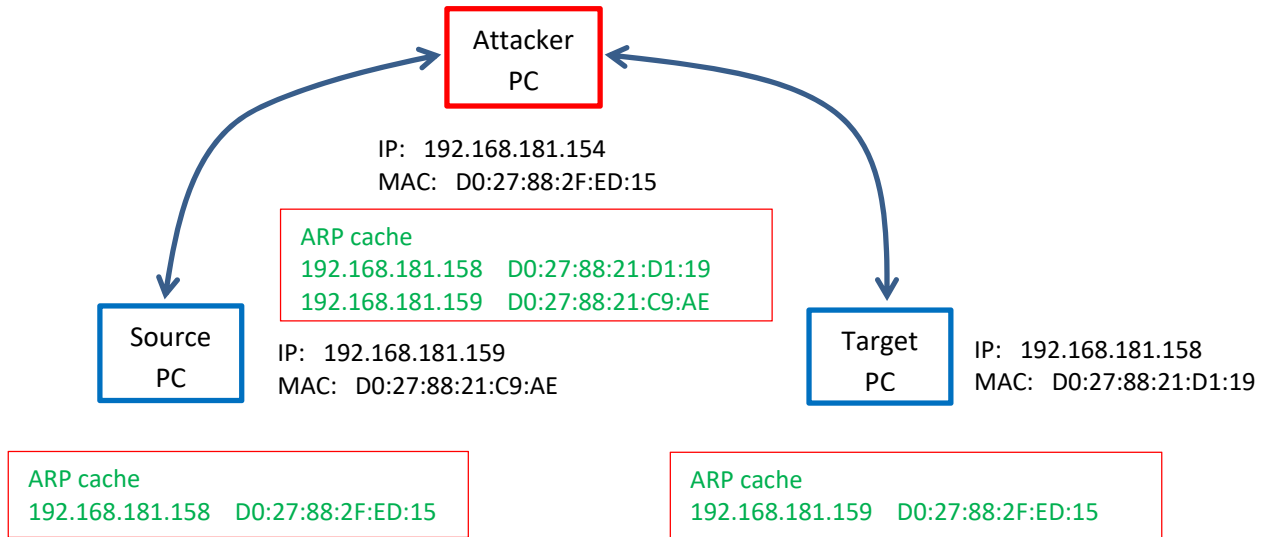 Attacker
PC
IP: 192.168.181.154
MAC: D0:27:88:2F:ED:15
ARP cache
192.168.181.158 D0:27:88:21:D1:19
192.168.181.159 D0:27:88:21:C9:AE
Source
PC
IP: 192.168.181.159
MAC: D0:27:88:21:C9:AE
Target
PC
IP: 192.168.181.158
MAC: D0:27:88:21:D1:19
ARP cache
192.168.181.158 D0:27:88:2F:ED:15
ARP cache
192.168.181.159 D0:27:88:2F:ED:15